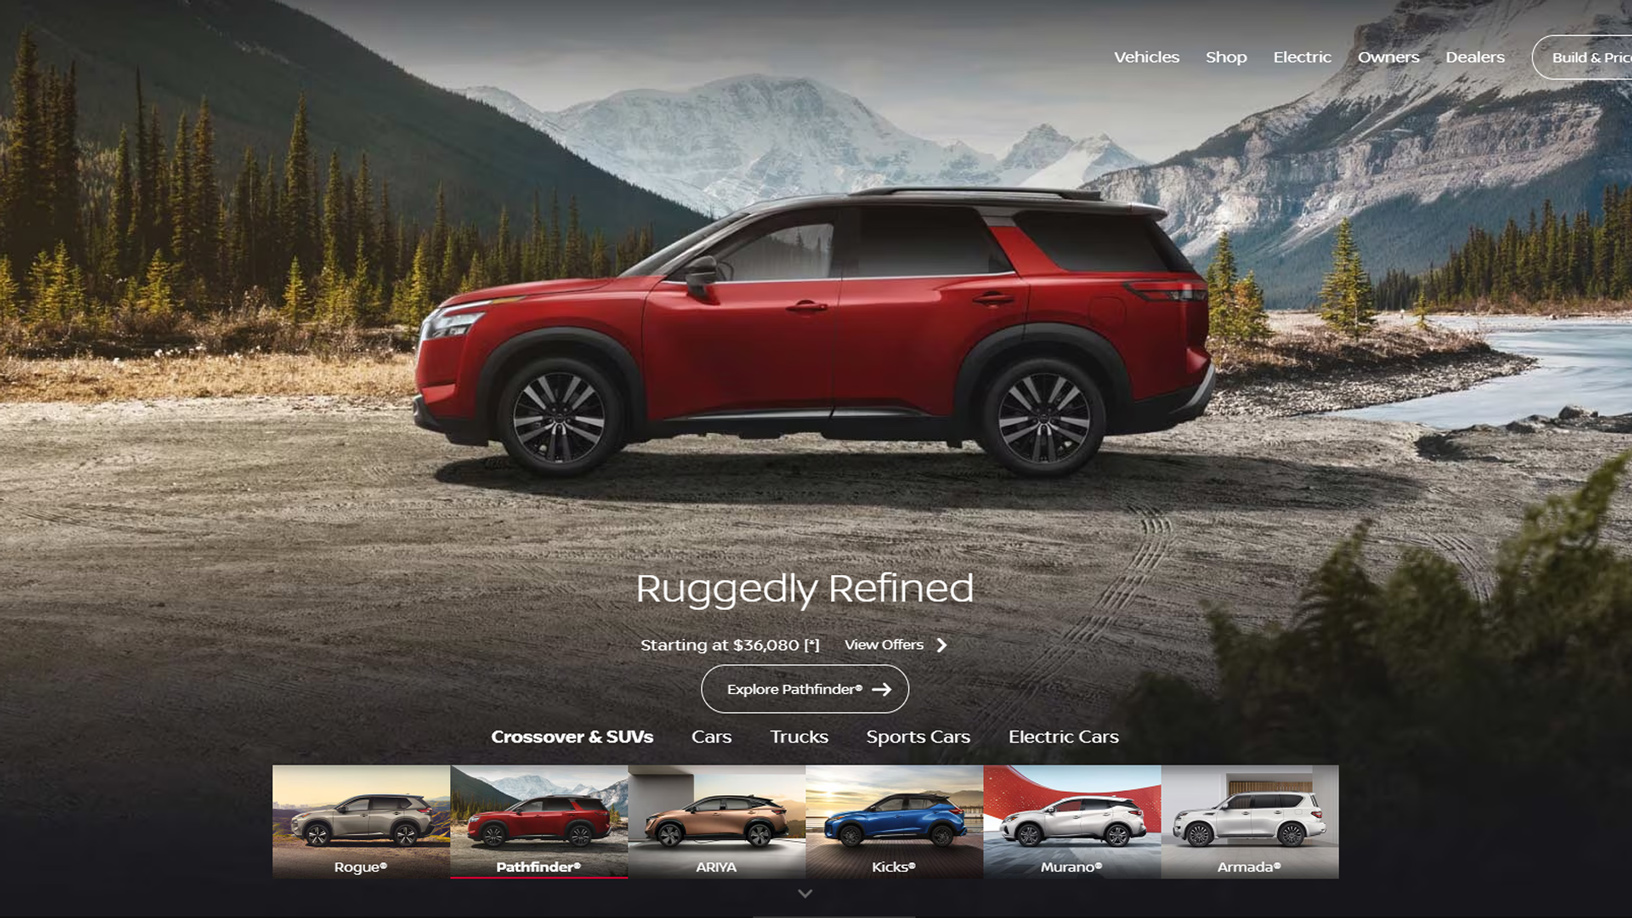 Vehicles Shop Electric Owners Dealers Build & Price
Ruggedly Refined
Starting at $36,080 [*] View Offers
Explore Pathfinder®
Crossover & SUVs Cars Trucks Sports Cars Electric Cars
Rogue® Pathfinder® ARIYA Kicks® Murano® Armada®